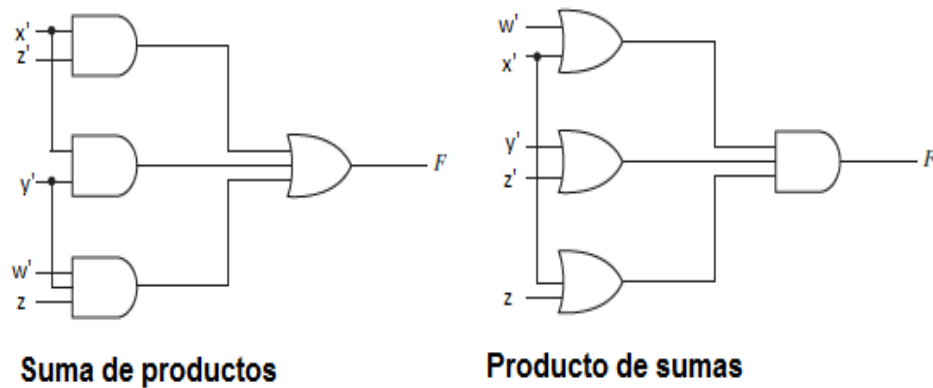 x'
z'
y'
w'
z
F
Suma de productos
w'
x'
y'
z'
z
F
Producto de sumas